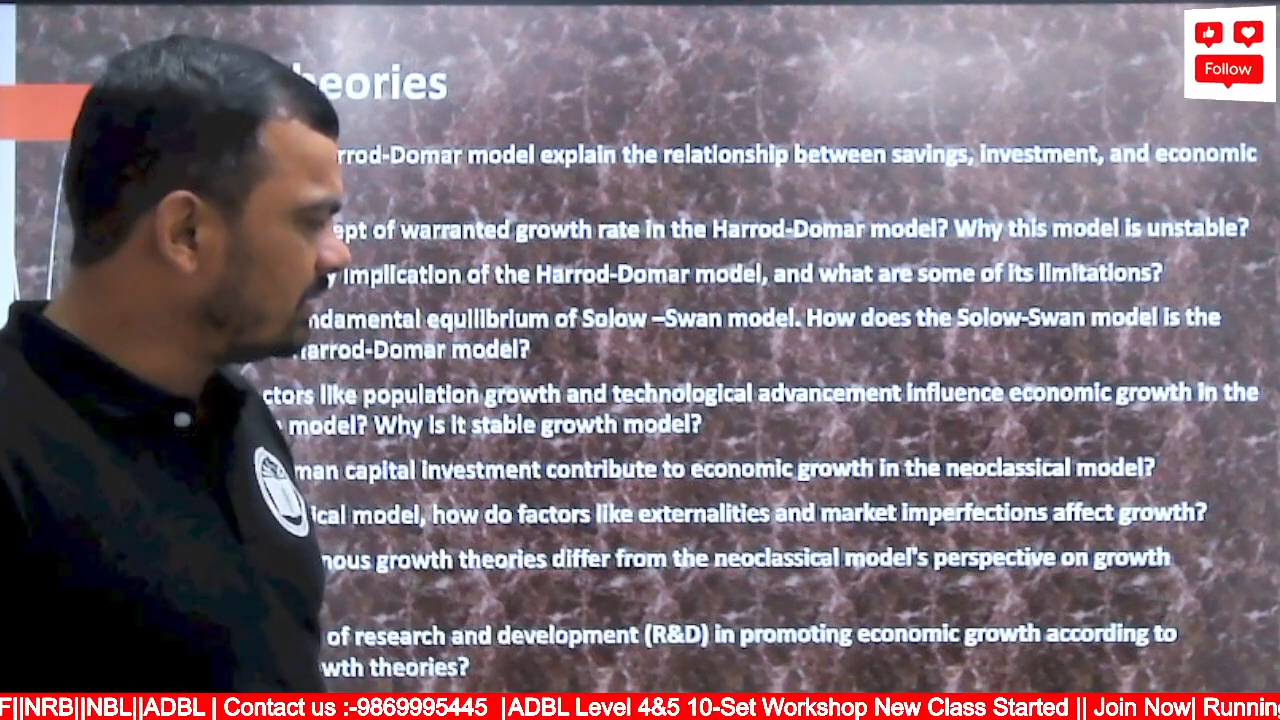 Follow
heories
rrod-Domar model explain the relationship between savings, investment, and economic
ept of warranted growth rate in the Harrod-Domar model? Why this model is unstable?
y implication of the Harrod-Domar model, and what are some of its limitations?
ndamental equilibrium of Solow –Swan model. How does the Solow-Swan model is the
Harrod-Domar model?
ctors like population growth and technological advancement influence economic growth in the
model? Why is it stable growth model?
man capital investment contribute to economic growth in the neoclassical model?
ical model, how do factors like externalities and market imperfections affect growth?
nous growth theories differ from the neoclassical model's perspective on growth
of research and development (R&D) in promoting economic growth according to
wth theories?
F||NRB||NBL||ADBL | Contact us :-9869995445 |ADBL Level 4&5 10-Set Workshop New Class Started || Join Now| Runnin